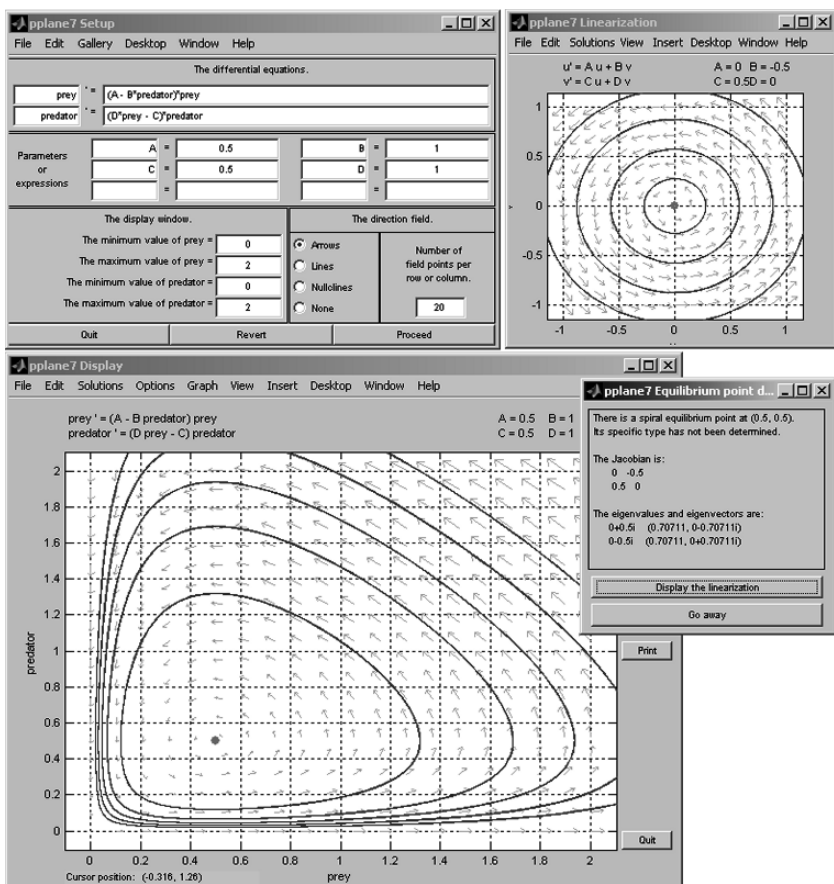 pplane7 Setup
File Edit Gallery Desktop Window Help
The differential equations.
prey ' = (A - B*predator)*prey
predator ' = (D*prey - C)*predator
Parameters or expressions
A = 0.5 B = 1
C = 0.5 D = 1
= =
The display window.
The minimum value of prey = 0
The maximum value of prey = 2
The minimum value of predator = 0
The maximum value of predator = 2
The direction field.
Arrows
Lines
Nullclines
None
Number of
field points per
row or column.
20
Quit Revert Proceed
pplane7 Linearization
File Edit Solutions View Insert Desktop Window Help
u' = A u + B v A = 0 B = -0.5
v' = C u + D v C = 0.5D = 0
1
0.5
0
-0.5
-1
v
-1 -0.5 0 0.5 1
pplane7 Display
File Edit Solutions Options Graph View Insert Desktop Window Help
prey ' = (A - B predator) prey A = 0.5 B = 1
predator ' = (D prey - C) predator C = 0.5 D = 1
2
1.8
1.6
1.4
1.2
1
0.8
0.6
0.4
0.2
0
predator
0 0.2 0.4 0.6 0.8 1 1.2 1.4 1.6 1.8 2
prey
Cursor position: (-0.316, 1.26)
Print
Quit
pplane7 Equilibrium point d...
There is a spiral equilibrium point at (0.5, 0.5).
Its specific type has not been determined.
The Jacobian is:
0 -0.5
0.5 0
The eigenvalues and eigenvectors are:
0+0.5i (0.70711, 0-0.70711i)
0-0.5i (0.70711, 0+0.70711i)
Display the linearization
Go away